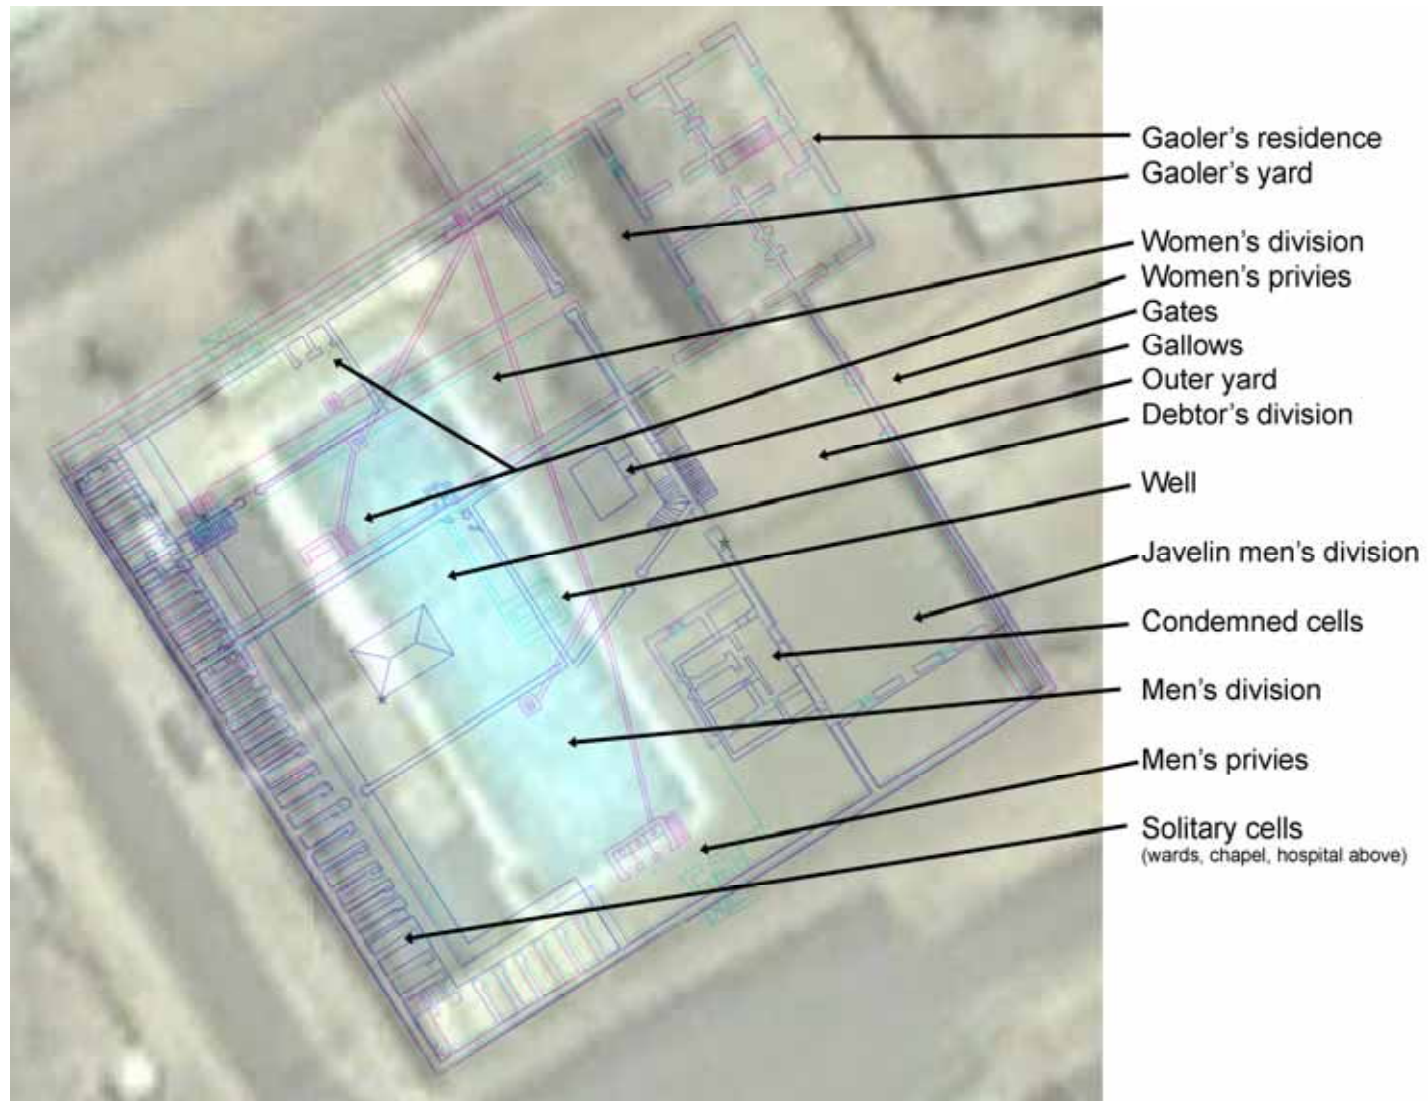 Gaoler's residence
Gaoler's yard
Women's division
Women's privies
Gates
Gallows
Outer yard
Debtor's division
Well
Javelin men's division
Condemned cells
Men's division
Men's privies
Solitary cells
(wards, chapel, hospital above)